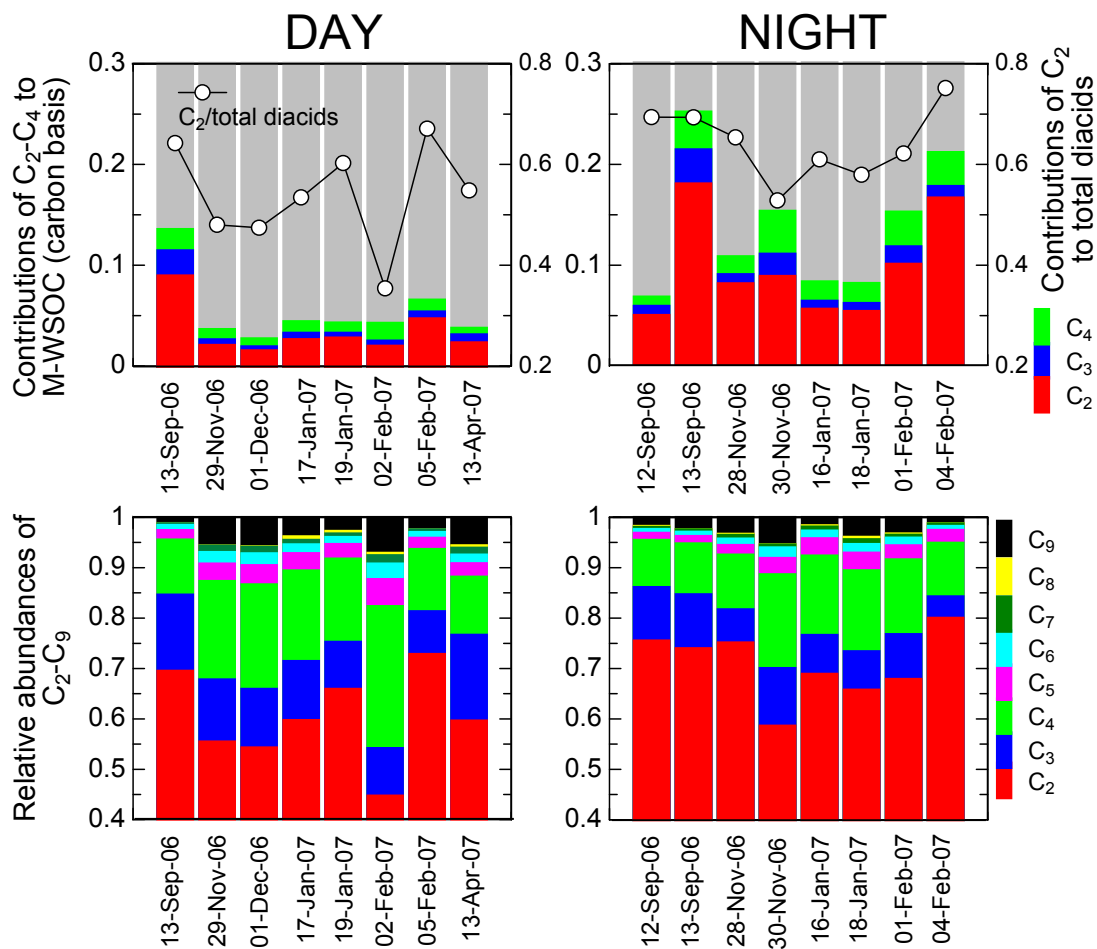 DAY
NIGHT
Contributions of C₂-C₄ to
M-WSOC (carbon basis)
0.3
0.2
0.1
0
C₂/total diacids
0.8
0.6
0.4
0.2
13-Sep-06
29-Nov-06
01-Dec-06
17-Jan-07
19-Jan-07
02-Feb-07
05-Feb-07
13-Apr-07
0.3
0.2
0.1
0
0.8
0.6
0.4
0.2
Contributions of C₂
to total diacids
12-Sep-06
13-Sep-06
28-Nov-06
30-Nov-06
16-Jan-07
18-Jan-07
01-Feb-07
04-Feb-07
C₄
C₃
C₂
Relative abundances of
C₂-C₉
1
0.9
0.8
0.7
0.6
0.5
0.4
13-Sep-06
29-Nov-06
01-Dec-06
17-Jan-07
19-Jan-07
02-Feb-07
05-Feb-07
13-Apr-07
1
0.9
0.8
0.7
0.6
0.5
0.4
12-Sep-06
13-Sep-06
28-Nov-06
30-Nov-06
16-Jan-07
18-Jan-07
01-Feb-07
04-Feb-07
C₉
C₈
C₇
C₆
C₅
C₄
C₃
C₂